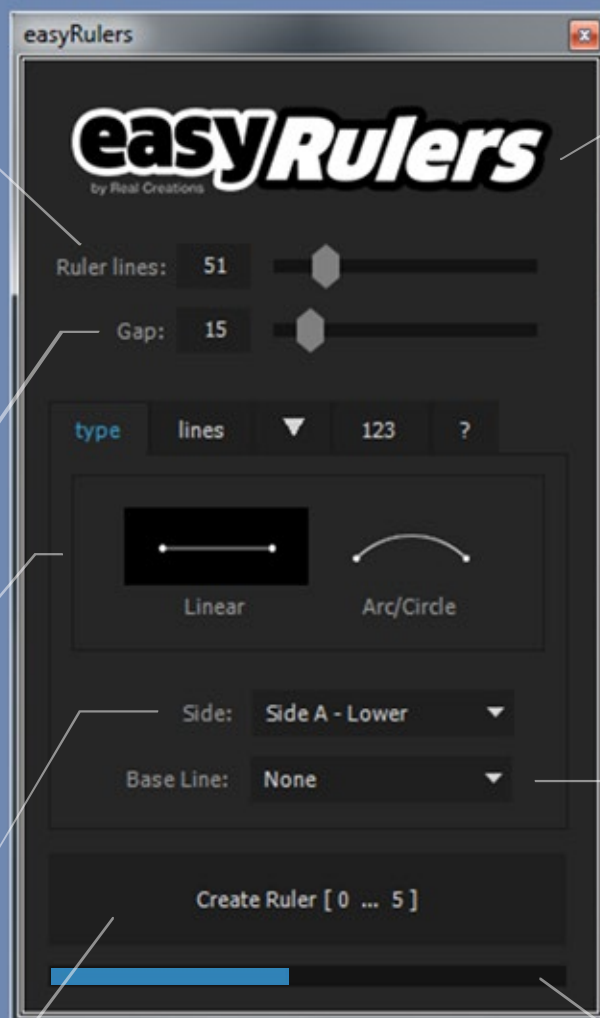 easyRulers
easyRulers
by Real Creations
Ruler lines: 51
Gap: 15
type lines 123 ?
Linear Arc/Circle
Side: Side A - Lower
Base Line: None
Create Ruler [ 0 ... 5 ]